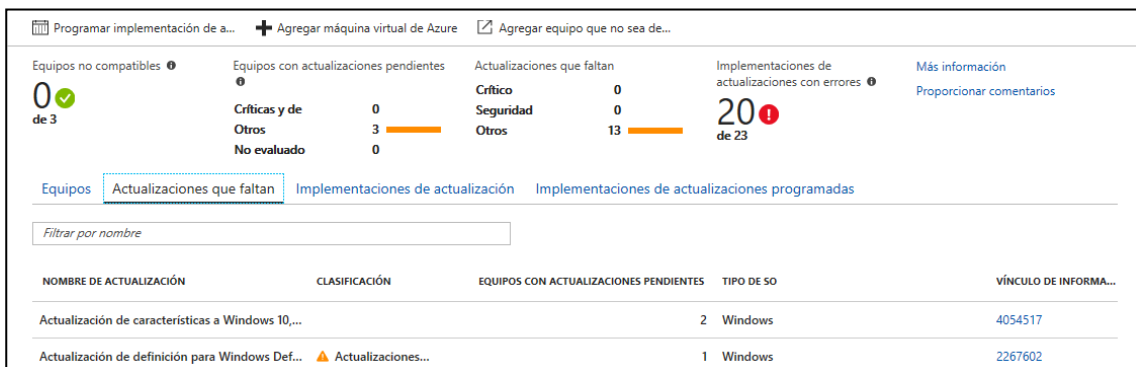 Programar implementación de a... Agregar máquina virtual de Azure Agregar equipo que no sea de...
Equipos no compatibles
0
de 3
Equipos con actualizaciones pendientes
Críticas y de 0
Otros 3
No evaluado 0
Actualizaciones que faltan
Crítico 0
Seguridad 0
Otros 13
Implementaciones de
actualizaciones con errores
20
de 23
Más información
Proporcionar comentarios
Equipos Actualizaciones que faltan Implementaciones de actualización Implementaciones de actualizaciones programadas
Filtrar por nombre
NOMBRE DE ACTUALIZACIÓN CLASIFICACIÓN EQUIPOS CON ACTUALIZACIONES PENDIENTES TIPO DE SO VÍNCULO DE INFORMA...
Actualización de características a Windows 10,... 2 Windows 4054517
Actualización de definición para Windows Def... Actualizaciones... 1 Windows 2267602